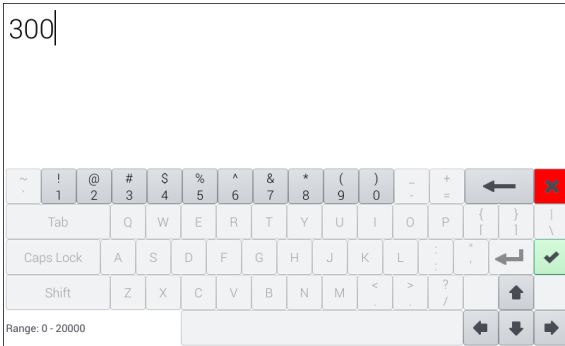 300
~ ! @ # $ % ^ & * ( ) _ +
` 1 2 3 4 5 6 7 8 9 0 - =
Tab Q W E R T Y U I O P { } |
[ ] \
Caps Lock A S D F G H J K L : "
; '
Shift Z X C V B N M < > ?
, . /
Range: 0 - 20000